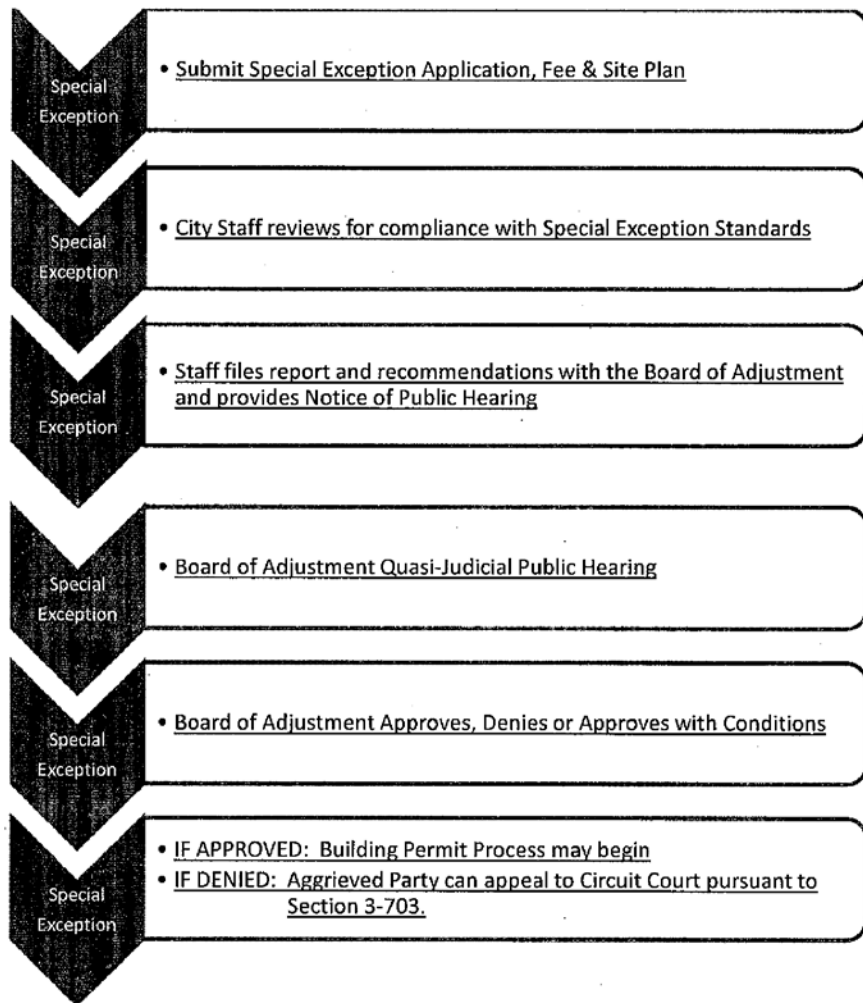 Special
Exception
• Submit Special Exception Application, Fee & Site Plan
Special
Exception
• City Staff reviews for compliance with Special Exception Standards
Special
Exception
• Staff files report and recommendations with the Board of Adjustment
and provides Notice of Public Hearing
Special
Exception
• Board of Adjustment Quasi-Judicial Public Hearing
Special
Exception
• Board of Adjustment Approves, Denies or Approves with Conditions
Special
Exception
• IF APPROVED: Building Permit Process may begin
• IF DENIED: Aggrieved Party can appeal to Circuit Court pursuant to
Section 3-703.